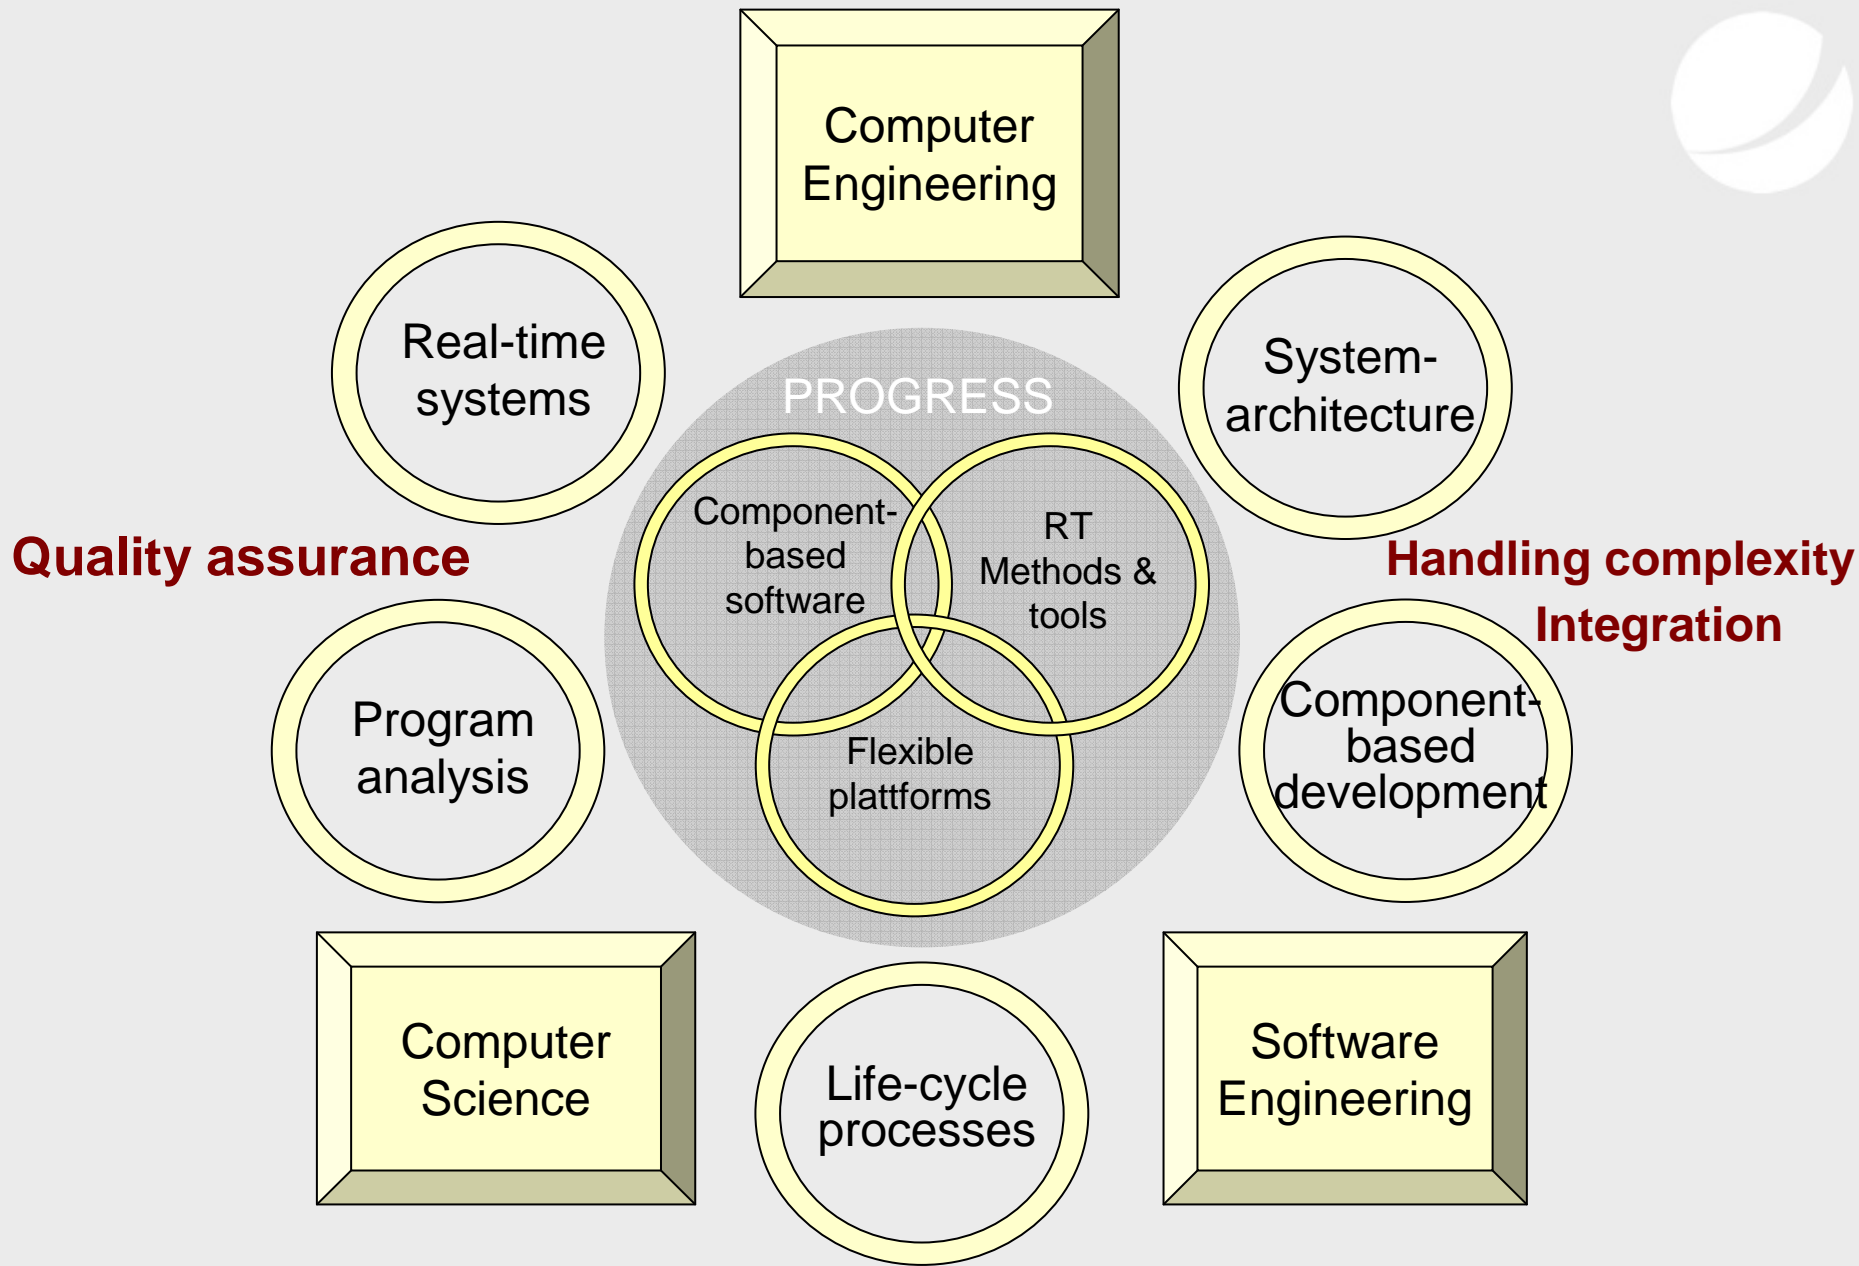 Computer
Engineering
Real-time
systems
System-
architecture
PROGRESS
Component-
based
software
RT
Methods &
tools
Quality assurance
Handling complexity
Integration
Program
analysis
Flexible
plattforms
Component-
based
development
Computer
Science
Life-cycle
processes
Software
Engineering